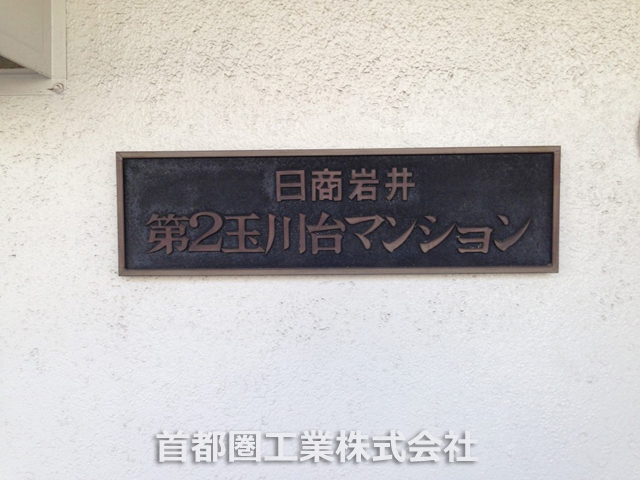 日商岩井
第2玉川台マンション
首都圏工業株式会社